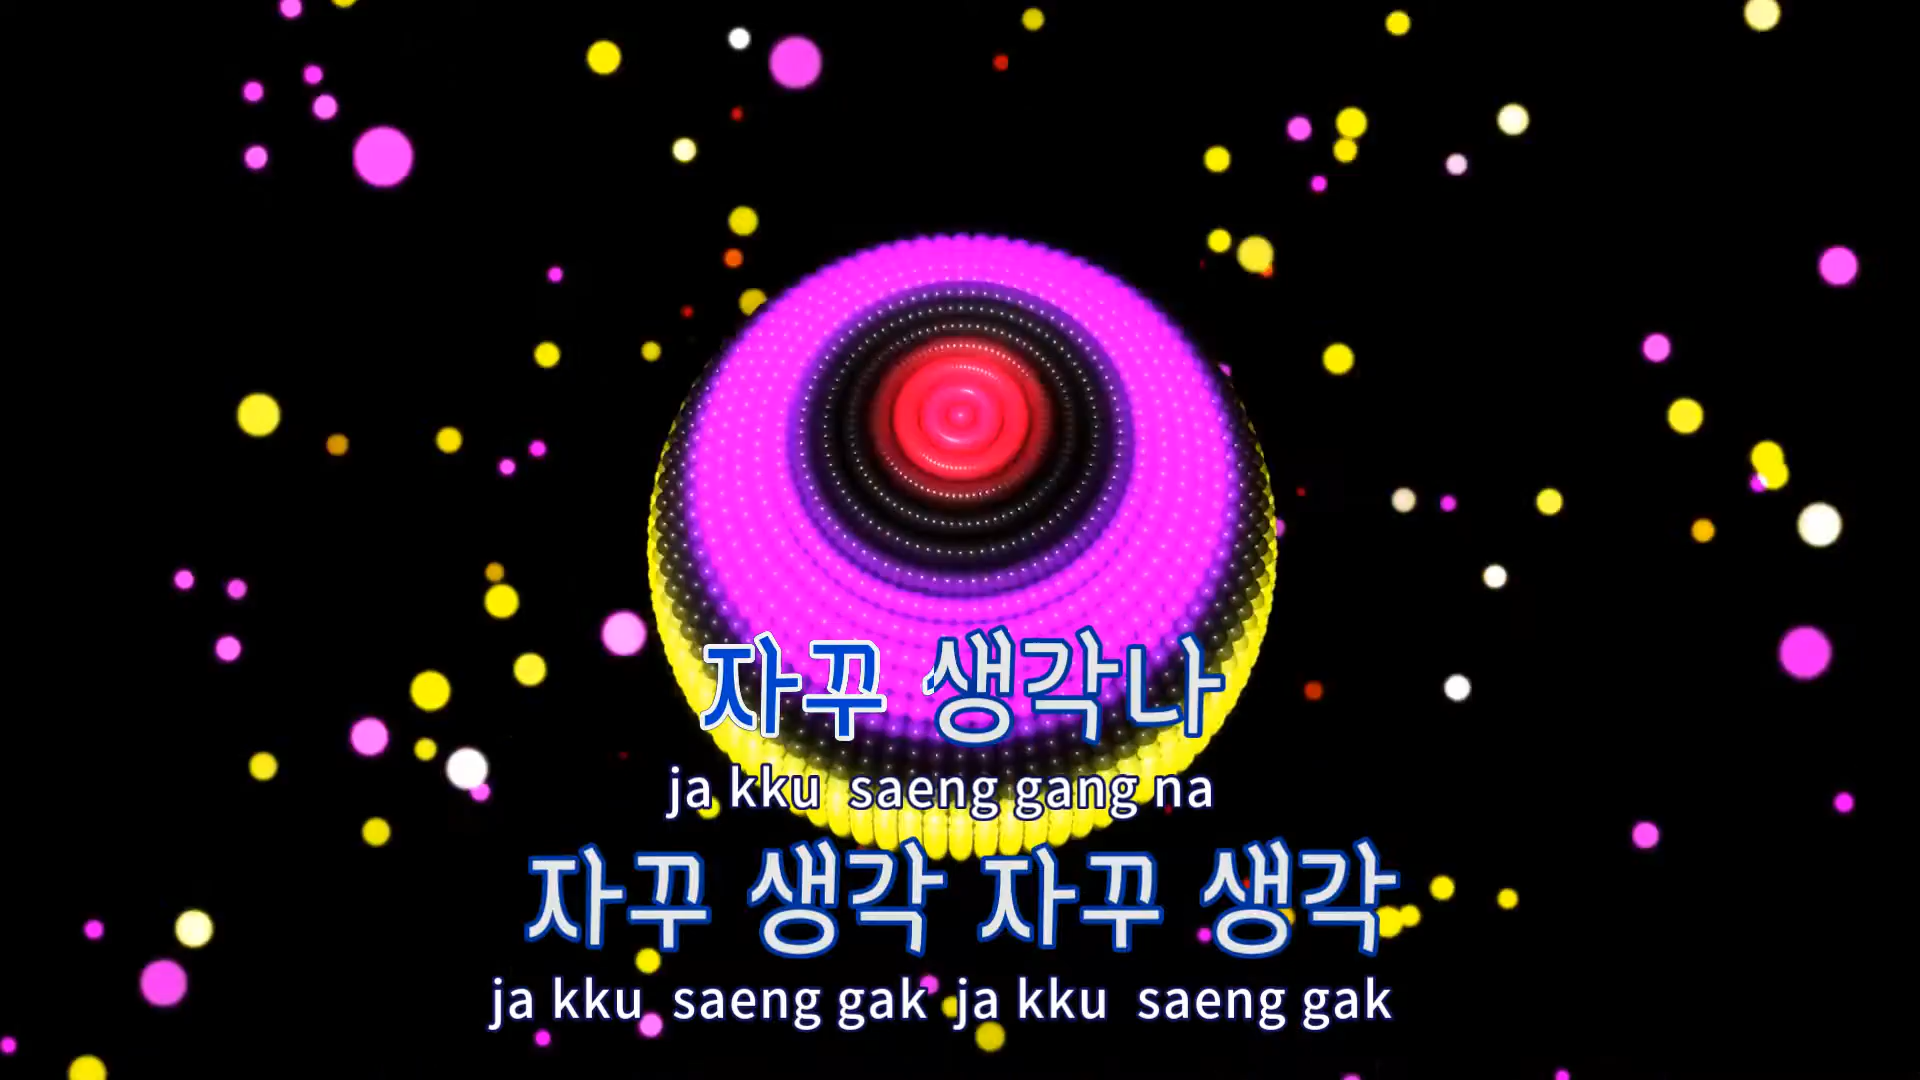 자꾸 생각나
ja kku saeng gang na
자꾸 생각 자꾸 생각
ja kku saeng gak ja kku saeng gak